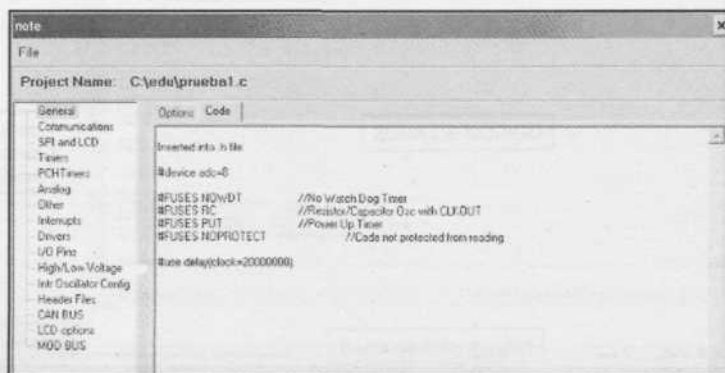 note
File
Project Name: C:\edu\prueba1.c
General
Communications
SPI and LCD
Timers
PCHTimers
Analog
Other
Interrupts
Drivers
I/O Pins
High/Low Voltage
Intr Oscillator Config
Header Files
CAN BUS
LCD options
MOD BUS
Options Code
Inserted into .h file:
#device adc=8
#FUSES NOWDT //No Watch Dog Timer
#FUSES RC //Resistor/Capacitor Osc with CLKOUT
#FUSES PUT //Power Up Timer
#FUSES NOPROTECT //Code not protected from reading
#use delay(clock=20000000)